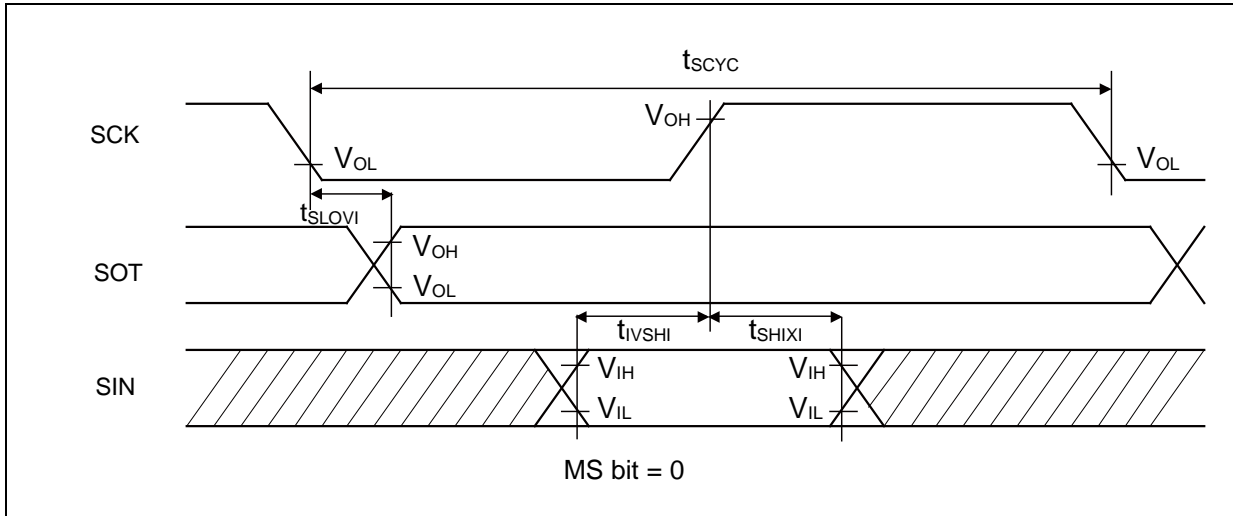 tSCYC
SCK
VOH
VOL
VOL
tSLOVI
SOT
VOH
VOL
tIVSHI
tSHIXI
SIN
VIH
VIH
VIL
VIL
MS bit = 0